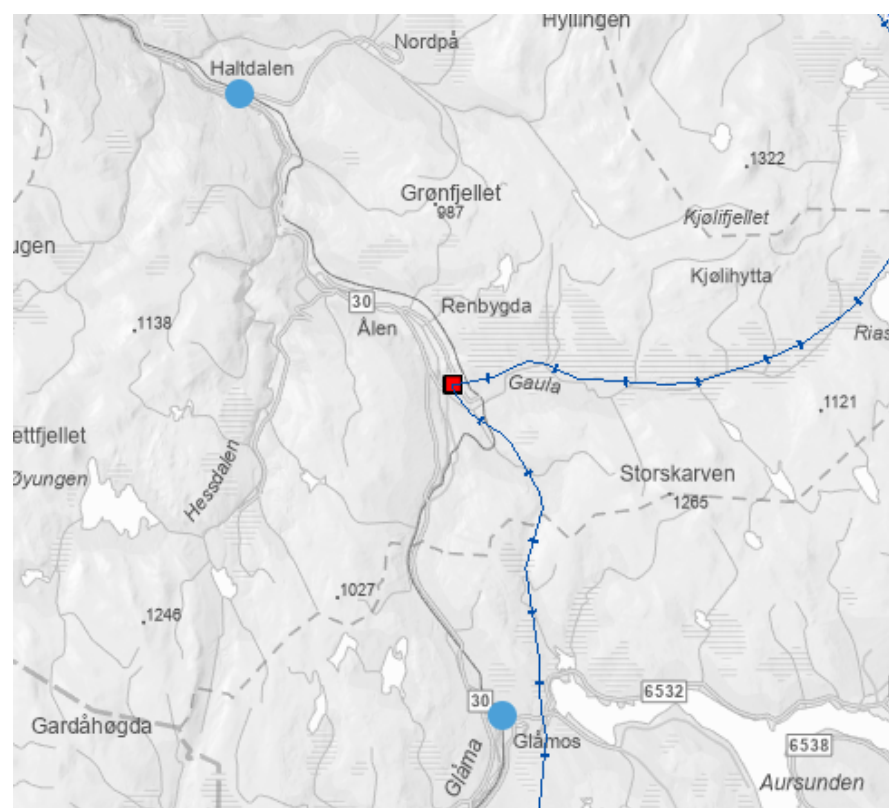 Hyllingen
Nordpå
Haltdalen
1322
Grønfjellet
987
Kjølifjellet
ugen
Kjølihytta
30
Renbygda
Ålen
1138
Rias
Gaula
1121
ettfjellet
Øyungen
Hessdalen
Storskarven
1265
1027
1246
6532
30
Gardåhøgda
Glåmos
6538
Glåma
Aursunden